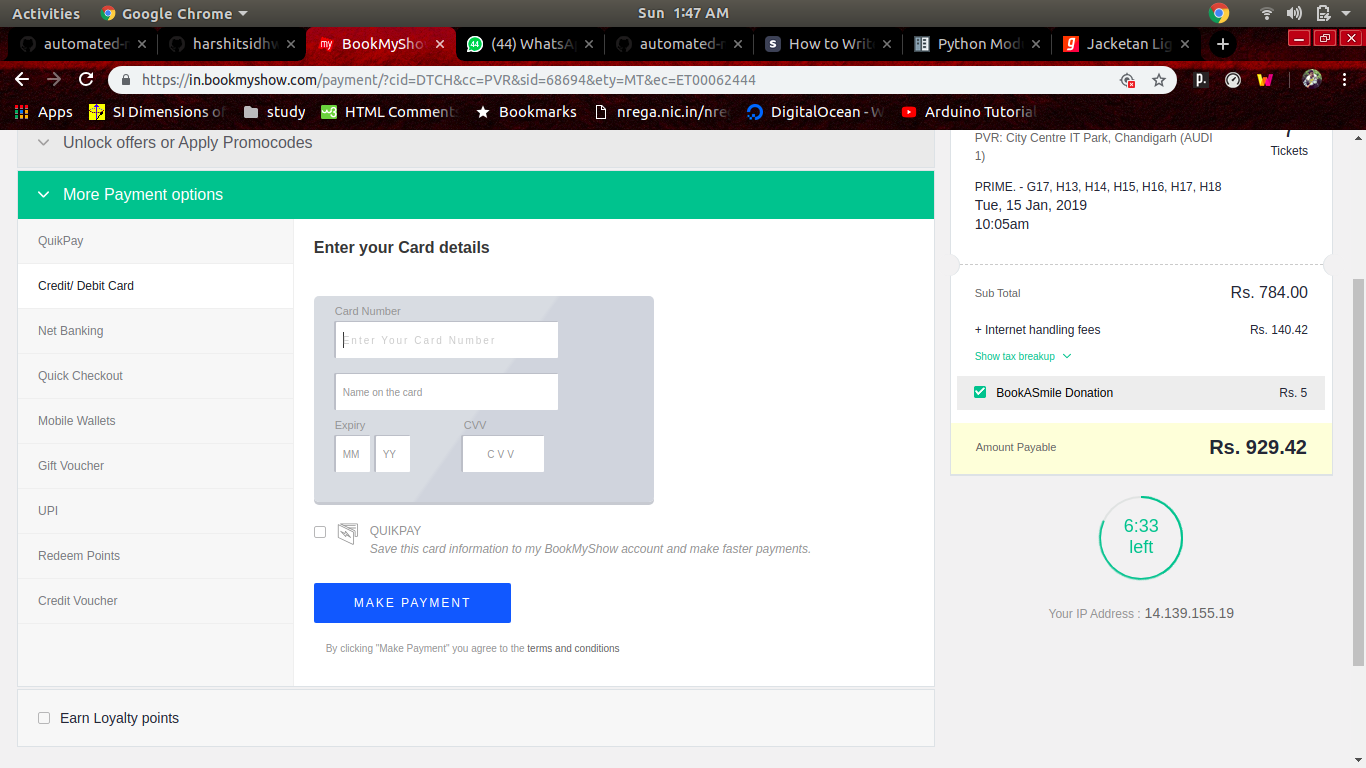 Activities Google Chrome Sun 1:47 AM
automated-r harshitsidhw BookMySho (44) WhatsA automated-r How to Write Python Mod Jacketan Lig
https://in.bookmyshow.com/payment/?cid=DTCH&cc=PVR&sid=68694&ety=MT&ec=ET00062444
Apps SI Dimensions of study HTML Comment Bookmarks nrega.nic.in/nre DigitalOcean - W Arduino Tutorial
Unlock offers or Apply Promocodes
More Payment options
QuikPay
Credit/ Debit Card
Net Banking
Quick Checkout
Mobile Wallets
Gift Voucher
UPI
Redeem Points
Credit Voucher
Enter your Card details
Card Number
Enter Your Card Number
Name on the card
Expiry CVV
MM YY CVV
QUIKPAY
Save this card information to my BookMyShow account and make faster payments.
MAKE PAYMENT
By clicking "Make Payment" you agree to the terms and conditions
Earn Loyalty points
PVR: City Centre IT Park, Chandigarh (AUDI
1)
Tickets
PRIME. - G17, H13, H14, H15, H16, H17, H18
Tue, 15 Jan, 2019
10:05am
Sub Total Rs. 784.00
+ Internet handling fees Rs. 140.42
Show tax breakup
BookASmile Donation Rs. 5
Amount Payable Rs. 929.42
6:33
left
Your IP Address : 14.139.155.19